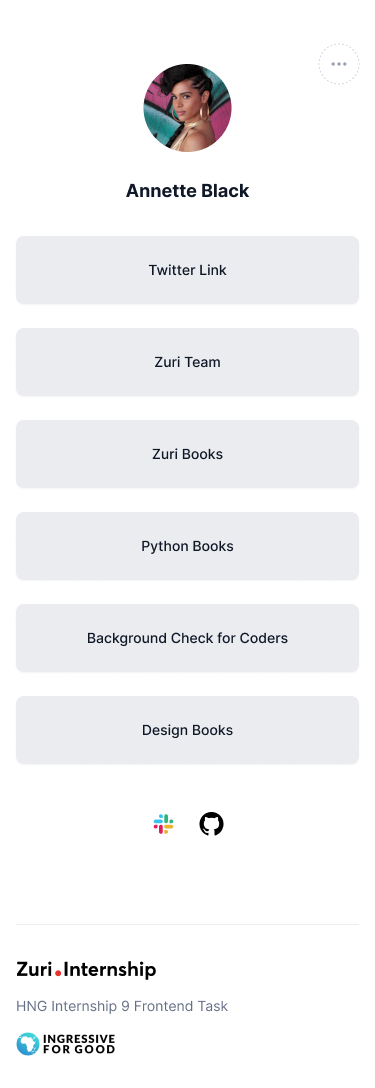 Annette Black
Twitter Link
Zuri Team
Zuri Books
Python Books
Background Check for Coders
Design Books
Zuri.Internship
HNG Internship 9 Frontend Task
INGRESSIVE
FOR GOOD